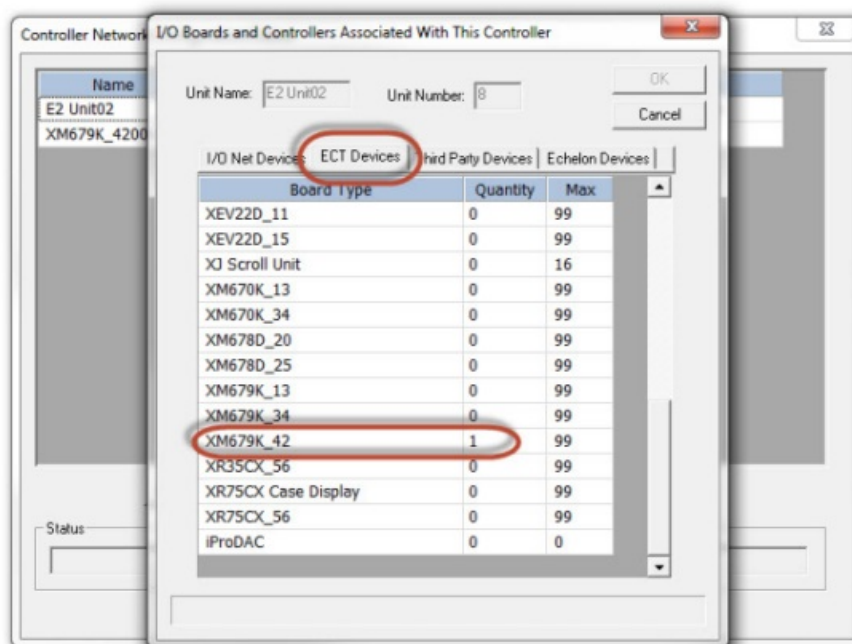 Controller Network
I/O Boards and Controllers Associated With This Controller
Unit Name: E2 Unit02 Unit Number: 8
OK
Cancel
Name
E2 Unit02
XM679K_4200
I/O Net Devices ECT Devices Third Party Devices Echelon Devices
Board Type Quantity Max
XEV22D_11 0 99
XEV22D_15 0 99
XJ Scroll Unit 0 16
XM670K_13 0 99
XM670K_34 0 99
XM678D_20 0 99
XM678D_25 0 99
XM679K_13 0 99
XM679K_34 0 99
XM679K_42 1 99
XR35CX_56 0 99
XR75CX Case Display 0 99
XR75CX_56 0 99
iProDAC 0 0
Status